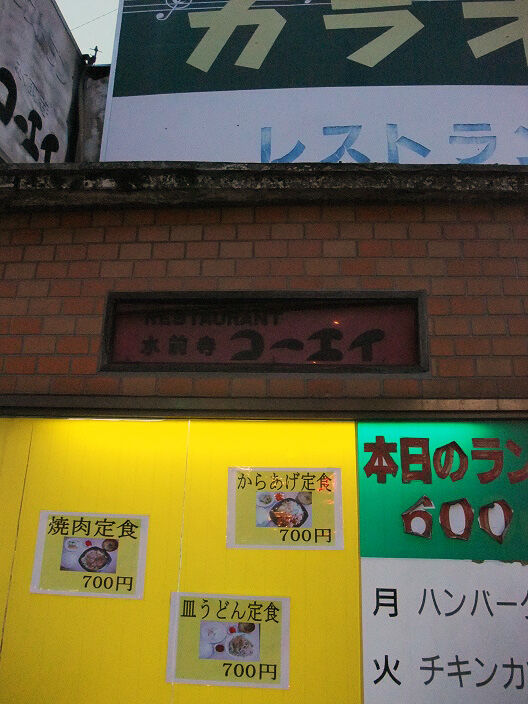 カラオ
レストラン
コーエイ
RESTAURANT
水前寺 コーエイ
からあげ定食
700円
焼肉定食
700円
皿うどん定食
700円
本日のラン
600
月 ハンバーグ
火 チキンカ